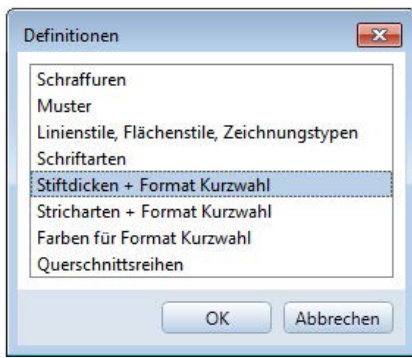 Definitionen
Schraffuren
Muster
Linienstile, Flächenstile, Zeichnungstypen
Schriftarten
Stiftdicken + Format Kurzwahl
Stricharten + Format Kurzwahl
Farben für Format Kurzwahl
Querschnittsreihen
OK Abbrechen